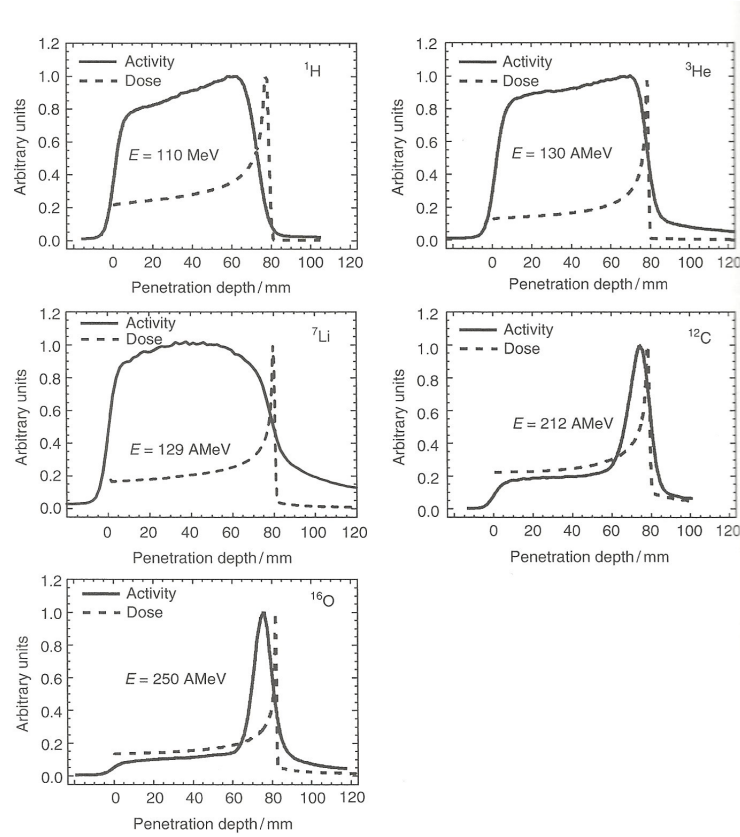 1.2
Activity
Dose
¹H
1.0
0.8
0.6
0.4
0.2
0.0
E = 110 MeV
Arbitrary units
0 20 40 60 80 100 120
Penetration depth/mm
1.2
Activity
Dose
³He
1.0
0.8
0.6
0.4
0.2
0.0
E = 130 AMeV
Arbitrary units
0 20 40 60 80 100 120
Penetration depth/mm
1.2
Activity
Dose
⁷Li
1.0
0.8
0.6
0.4
0.2
0.0
E = 129 AMeV
Arbitrary units
0 20 40 60 80 100 120
Penetration depth/mm
1.2
Activity
Dose
¹²C
1.0
0.8
0.6
0.4
0.2
0.0
E = 212 AMeV
Arbitrary units
0 20 40 60 80 100 120
Penetration depth/mm
1.2
Activity
Dose
¹⁶O
1.0
0.8
0.6
0.4
0.2
0.0
E = 250 AMeV
Arbitrary units
0 20 40 60 80 100 120
Penetration depth/mm